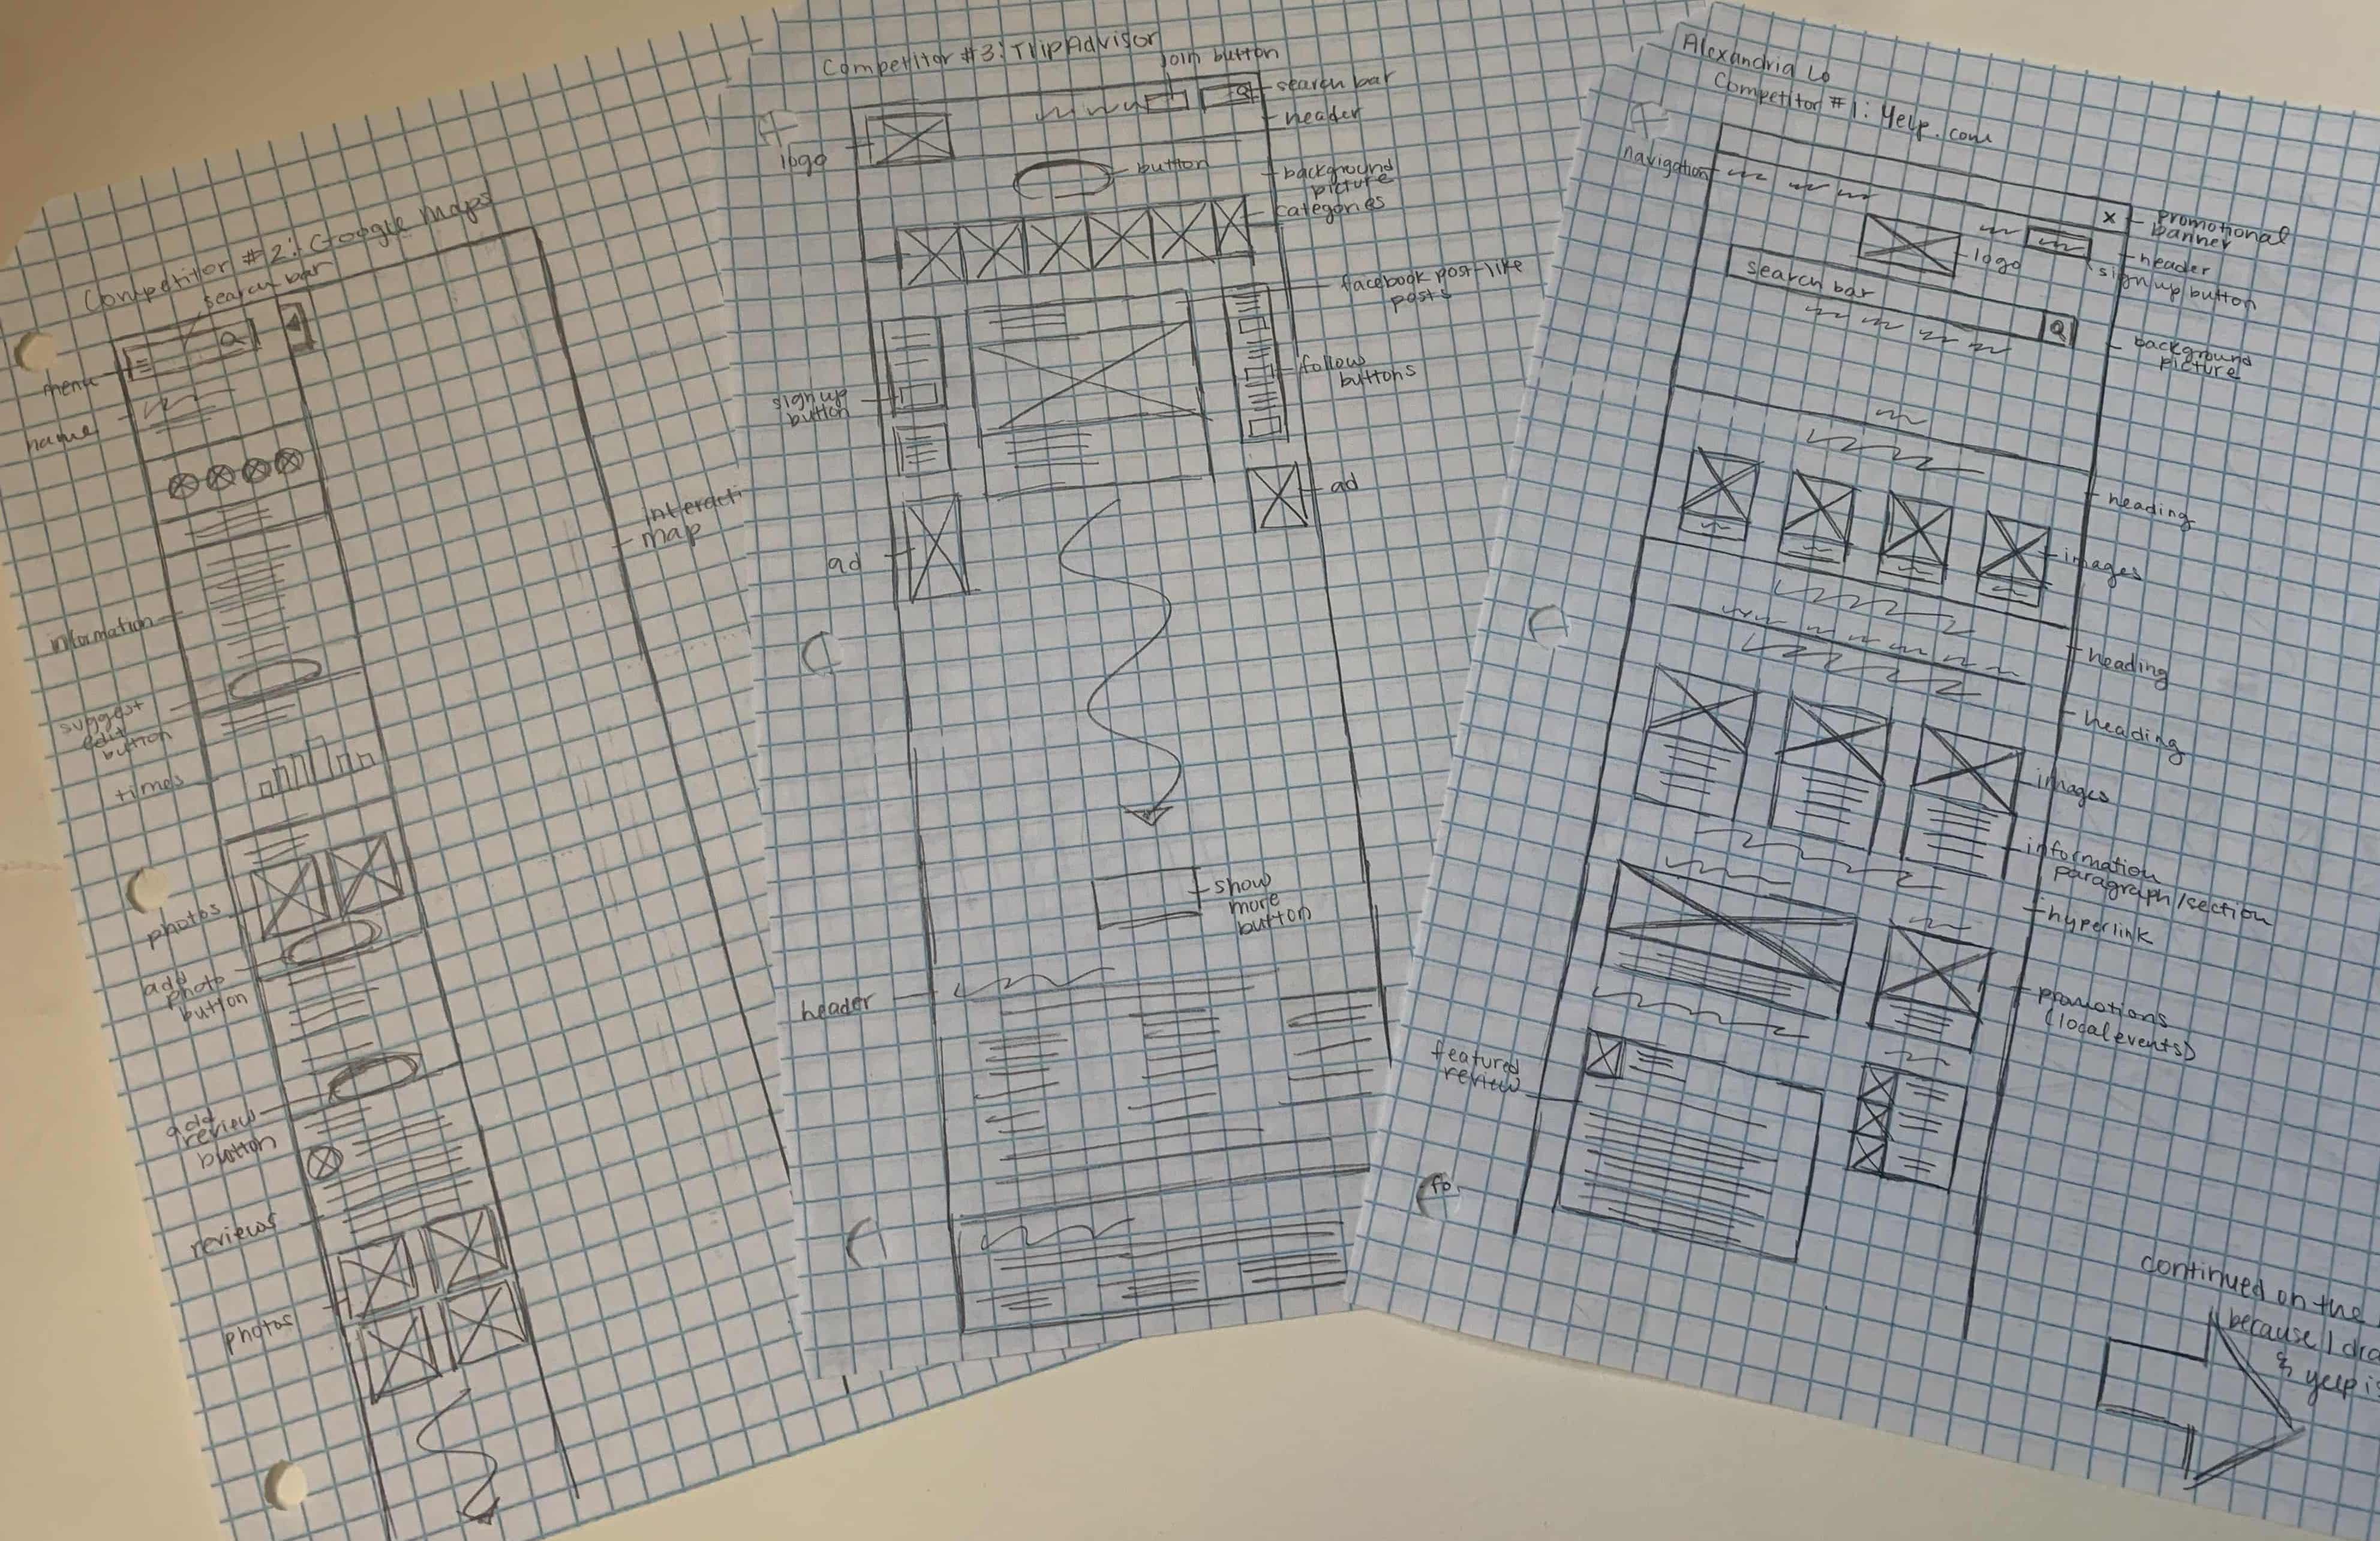 Competitor #2: Google Maps
search bar
menu
name
interacti
map
information
suggest
edit
button
times
photos
add
photo
button
add
review
button
reviews
photos
Competitor #3: TripAdvisor
join button
search bar
header
logo
button
background
picture
categories
facebook post-like
posts
follow
buttons
sign up
button
ad
ad
show
more
button
header
Alexandria Lo
Competitor #1: Yelp.com
navigation
x
promotional
banner
logo
header
sign up button
search bar
background
picture
heading
images
heading
heading
images
information
paragraph/section
hyperlink
promotions
(local events)
featured
review
fo
continued on the
because I dra
& yelp is